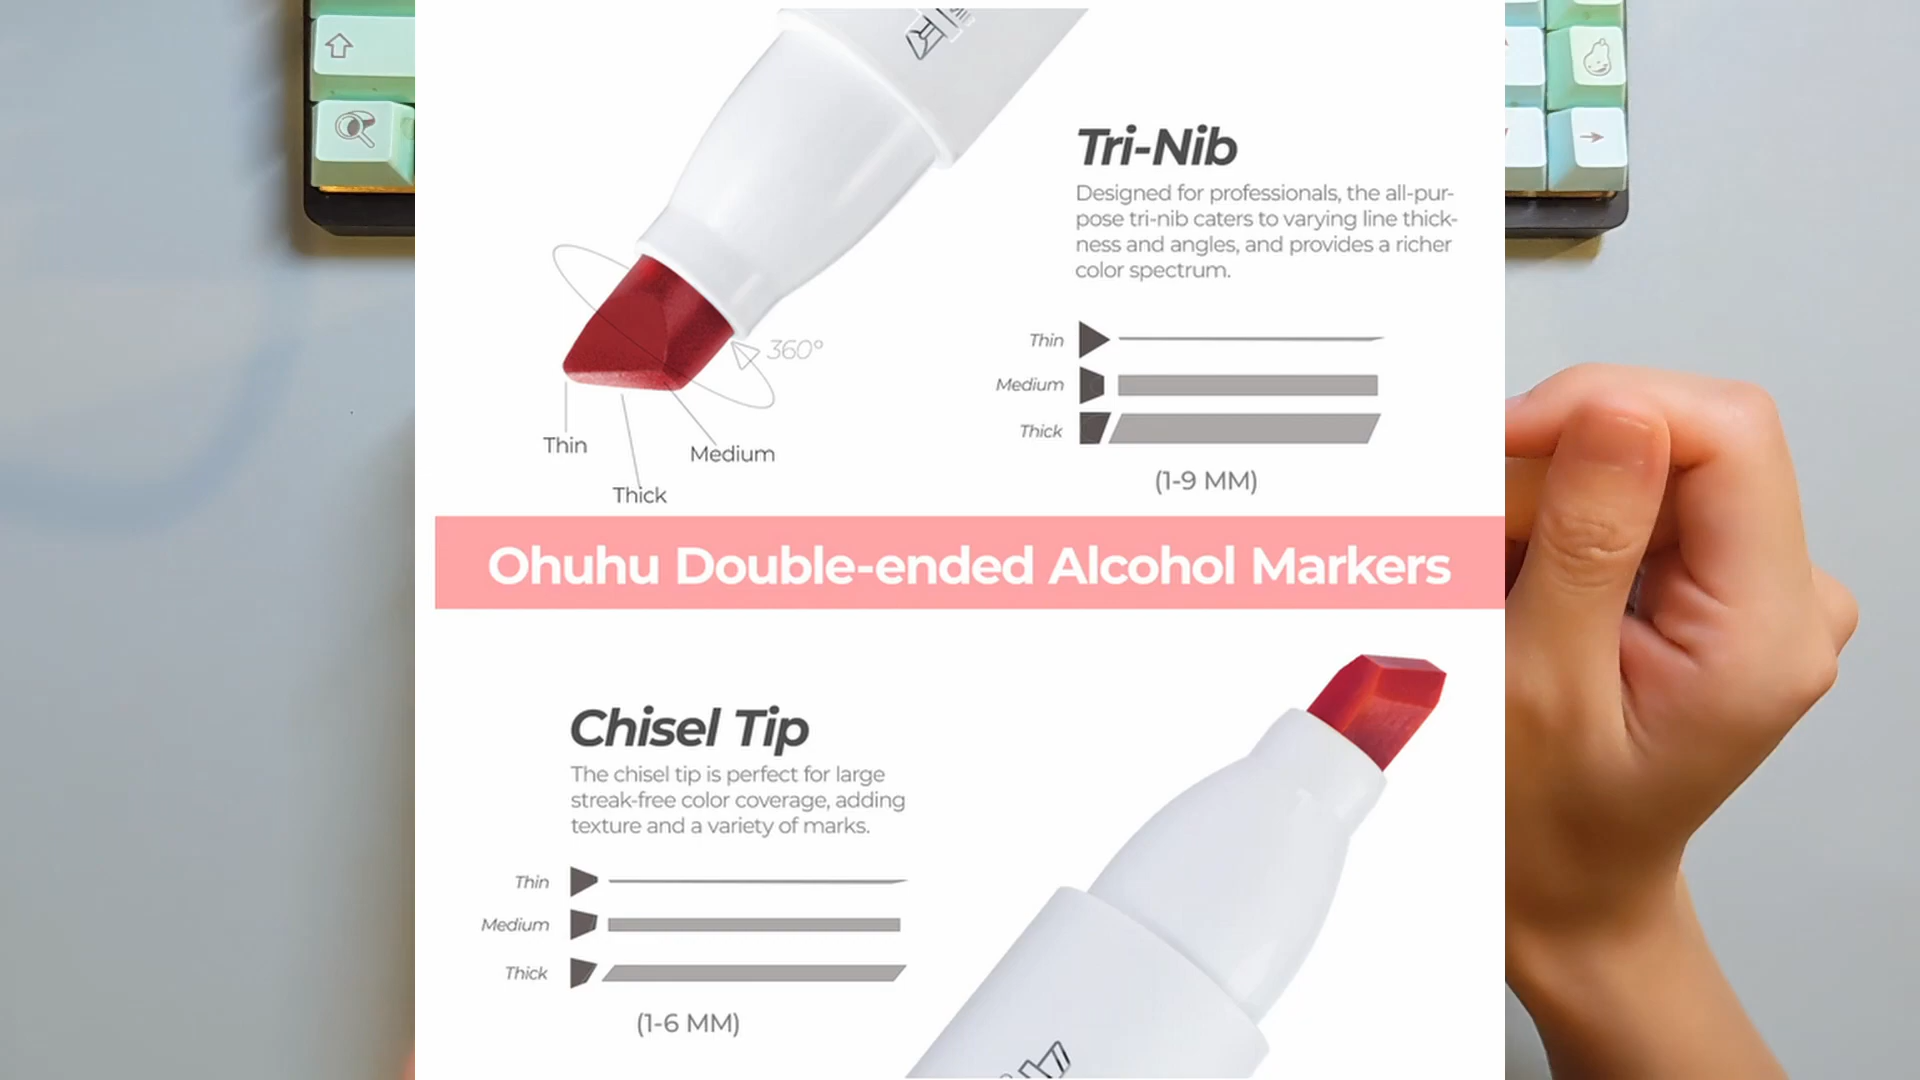 Tri-Nib
Designed for professionals, the all-pur-
pose tri-nib caters to varying line thick-
ness and angles, and provides a richer
color spectrum.
360°
Thin
Medium
Thick
Thin
Medium
Thick
(1-9 MM)
Ohuhu Double-ended Alcohol Markers
Chisel Tip
The chisel tip is perfect for large
streak-free color coverage, adding
texture and a variety of marks.
Thin
Medium
Thick
(1-6 MM)